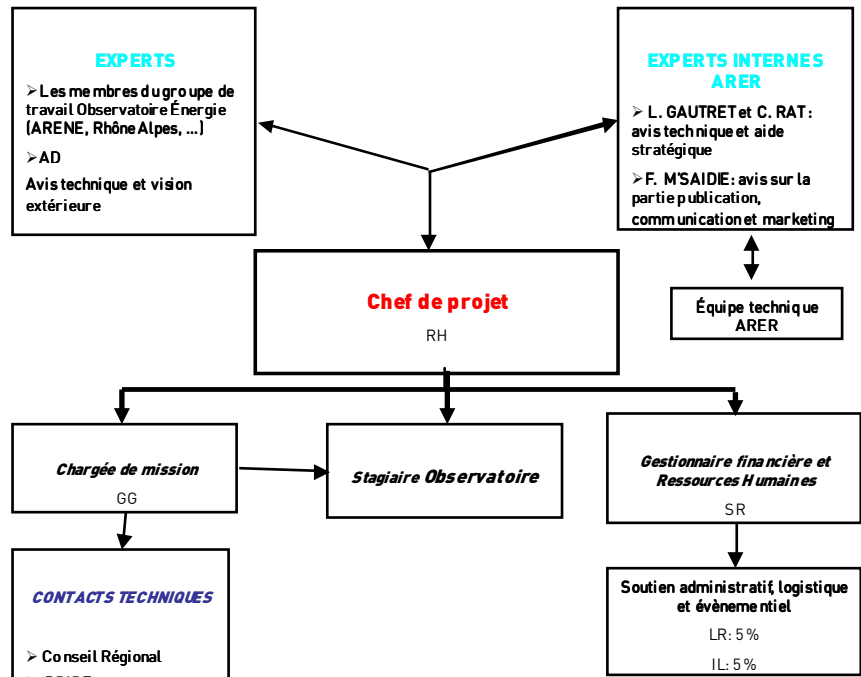 EXPERTS
➢Les membres du groupe de
travail Observatoire Énergie
(ARENE, Rhône Alpes, ...)
➢AD
Avis technique et vision
extérieure
EXPERTS INTERNES
ARER
➢ L. GAUTRET et C. RAT :
avis technique et aide
stratégique
➢ F. M'SAIDIE: avis sur la
partie publication,
communication et marketing
Équipe technique
ARER
Chef de projet
RH
Chargée de mission
GG
Stagiaire Observatoire
Gestionnaire financière et
Ressources Humaines
SR
CONTACTS TECHNIQUES
➢ Conseil Régional
Soutien administratif, logistique
et évènementiel
LR: 5 %
IL: 5 %